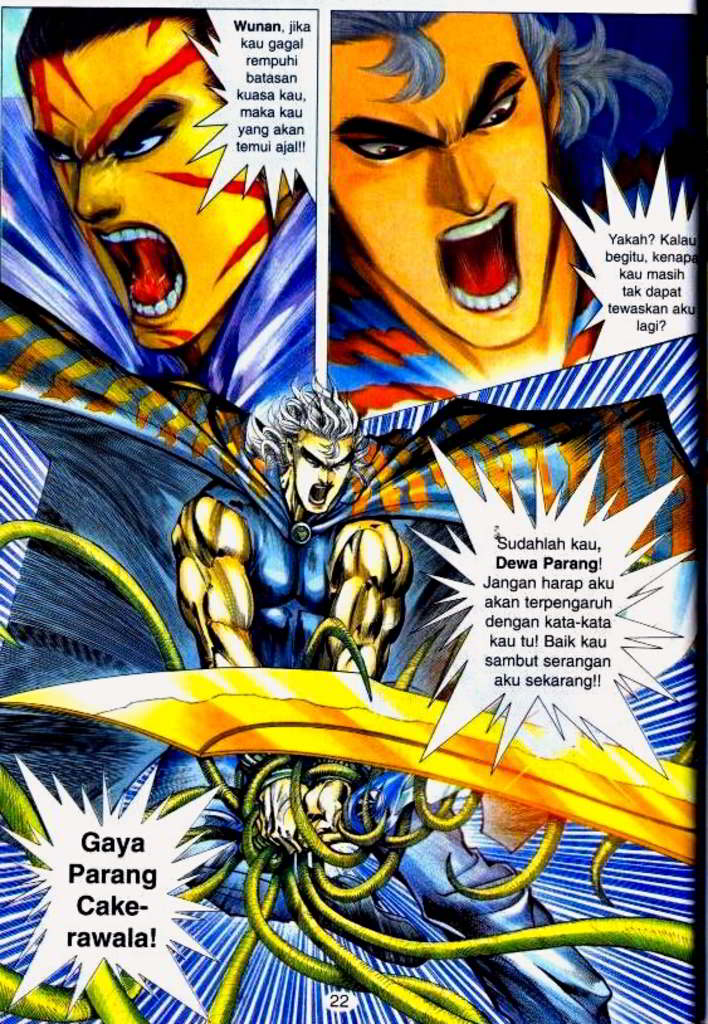 Wunan, jika
kau gagal
rempuhi
batasan
kuasa kau,
maka kau
yang akan
temui ajal!!
Yakah? Kalau
begitu, kenapa
kau masih
tak dapat
tewaskan aku
lagi?
Sudahlah kau,
Dewa Parang!
Jangan harap aku
akan terpengaruh
dengan kata-kata
kau tu! Baik kau
sambut serangan
aku sekarang!!
Gaya
Parang
Cake-
rawala!
22